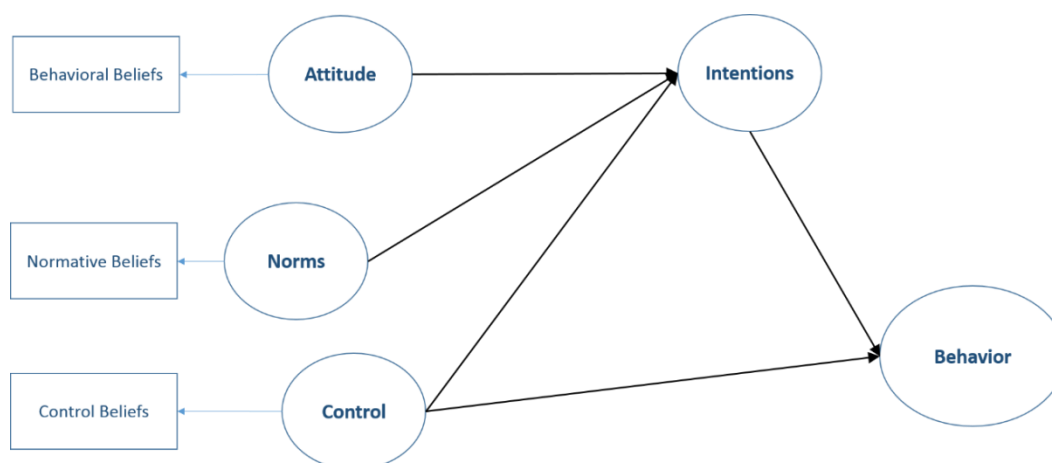 Behavioral Beliefs
Attitude
Intentions
Normative Beliefs
Norms
Behavior
Control Beliefs
Control